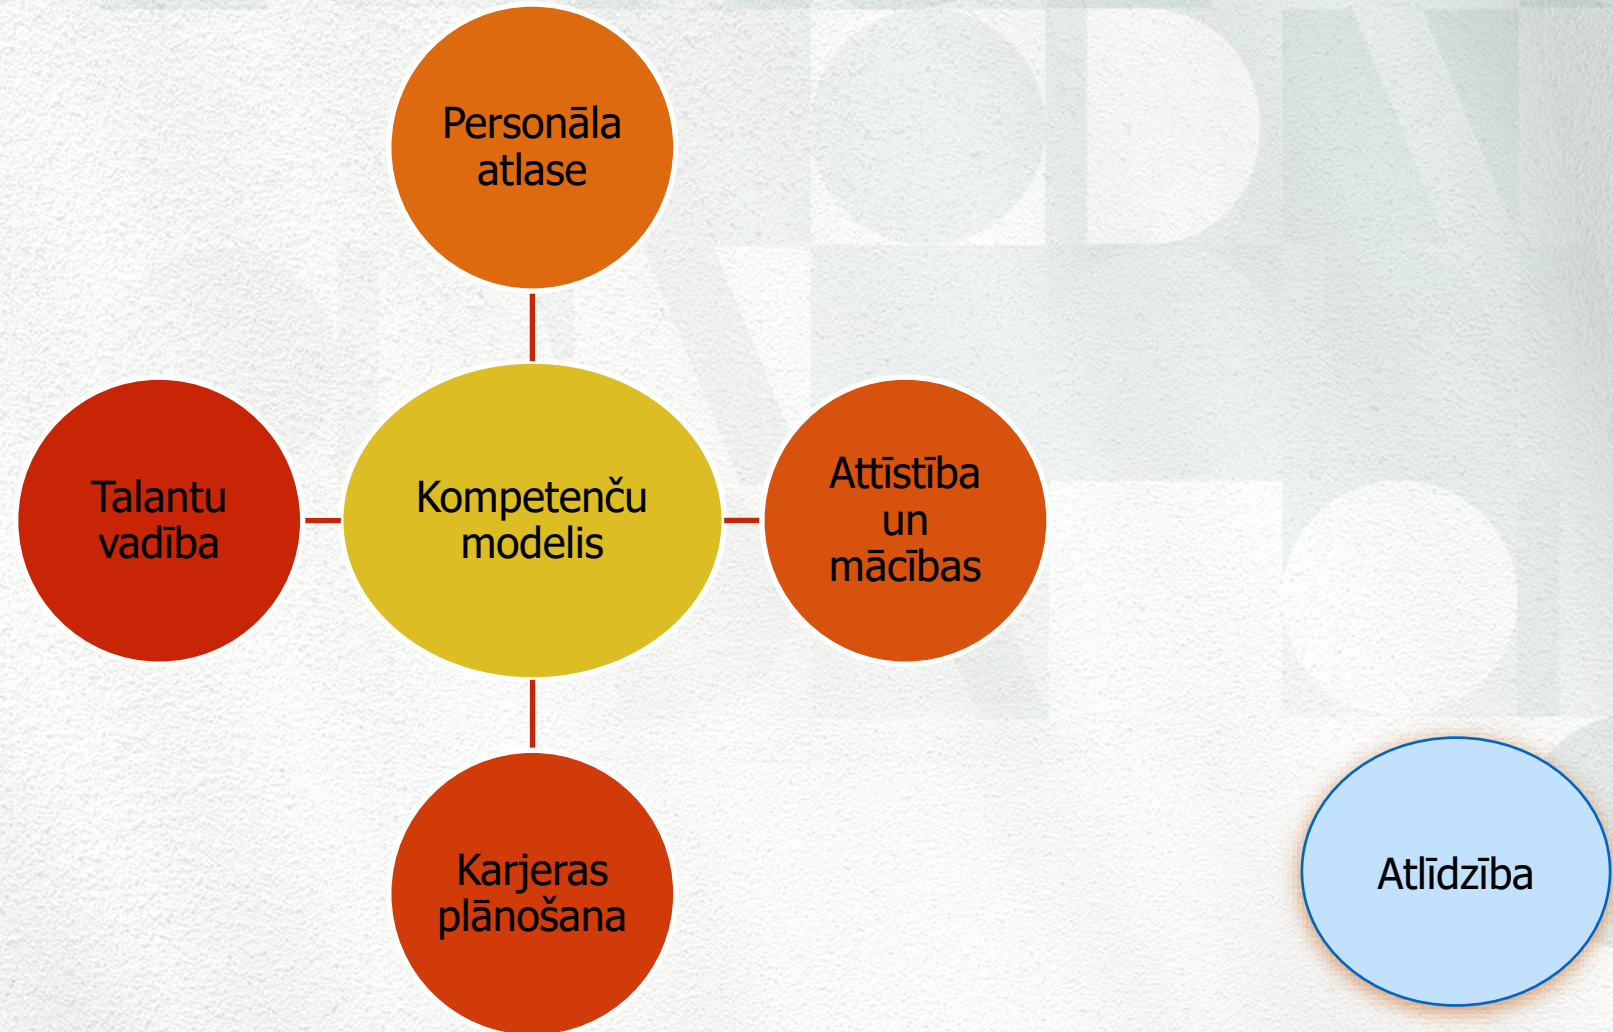 Personāla
atlase
Talantu
vadība
Kompetenču
modelis
Attīstība
un
mācības
Karjeras
plānošana
Atlīdzība